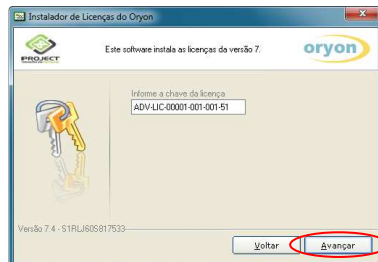 Instalador de Licenças do Oryon
PROJECT
Este software instala as licenças da versão 7.
oryon
Informe a chave da licença
ADV-LIC-00001-001-001-51
Versão 7.4 - S1RLJ60S817533
Voltar
Avançar